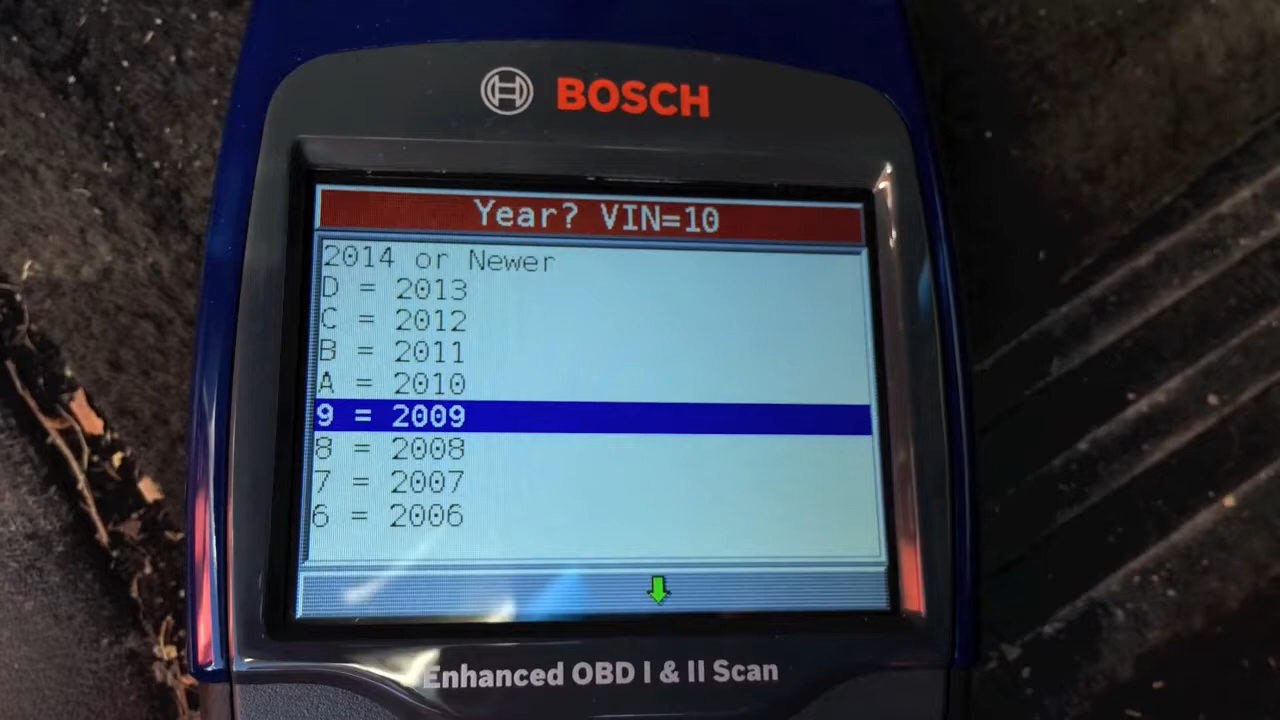 BOSCH
Year? VIN=10
2014 or Newer
D = 2013
C = 2012
B = 2011
A = 2010
9 = 2009
8 = 2008
7 = 2007
6 = 2006
Enhanced OBD I & II Scan